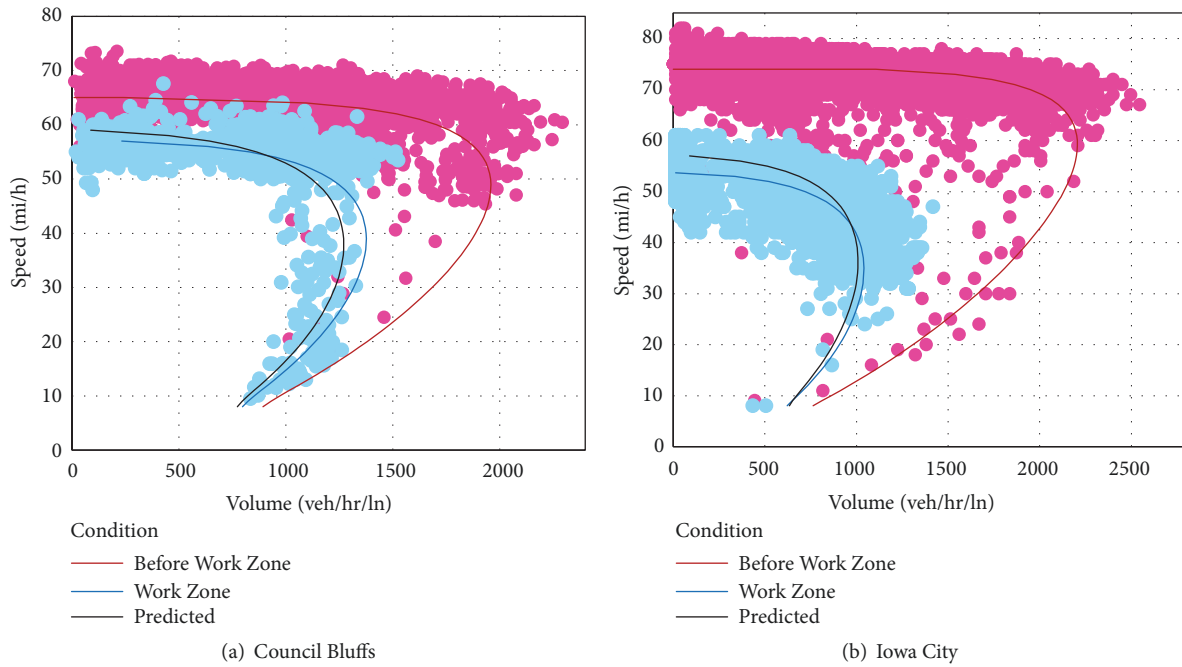 80
70
60
50
40
30
20
10
0
Speed (mi/h)
0 500 1000 1500 2000
Volume (veh/hr/ln)
Condition
Before Work Zone
Work Zone
Predicted
(a) Council Bluffs
80
70
60
50
40
30
20
10
0
Speed (mi/h)
0 500 1000 1500 2000 2500
Volume (veh/hr/ln)
Condition
Before Work Zone
Work Zone
Predicted
(b) Iowa City